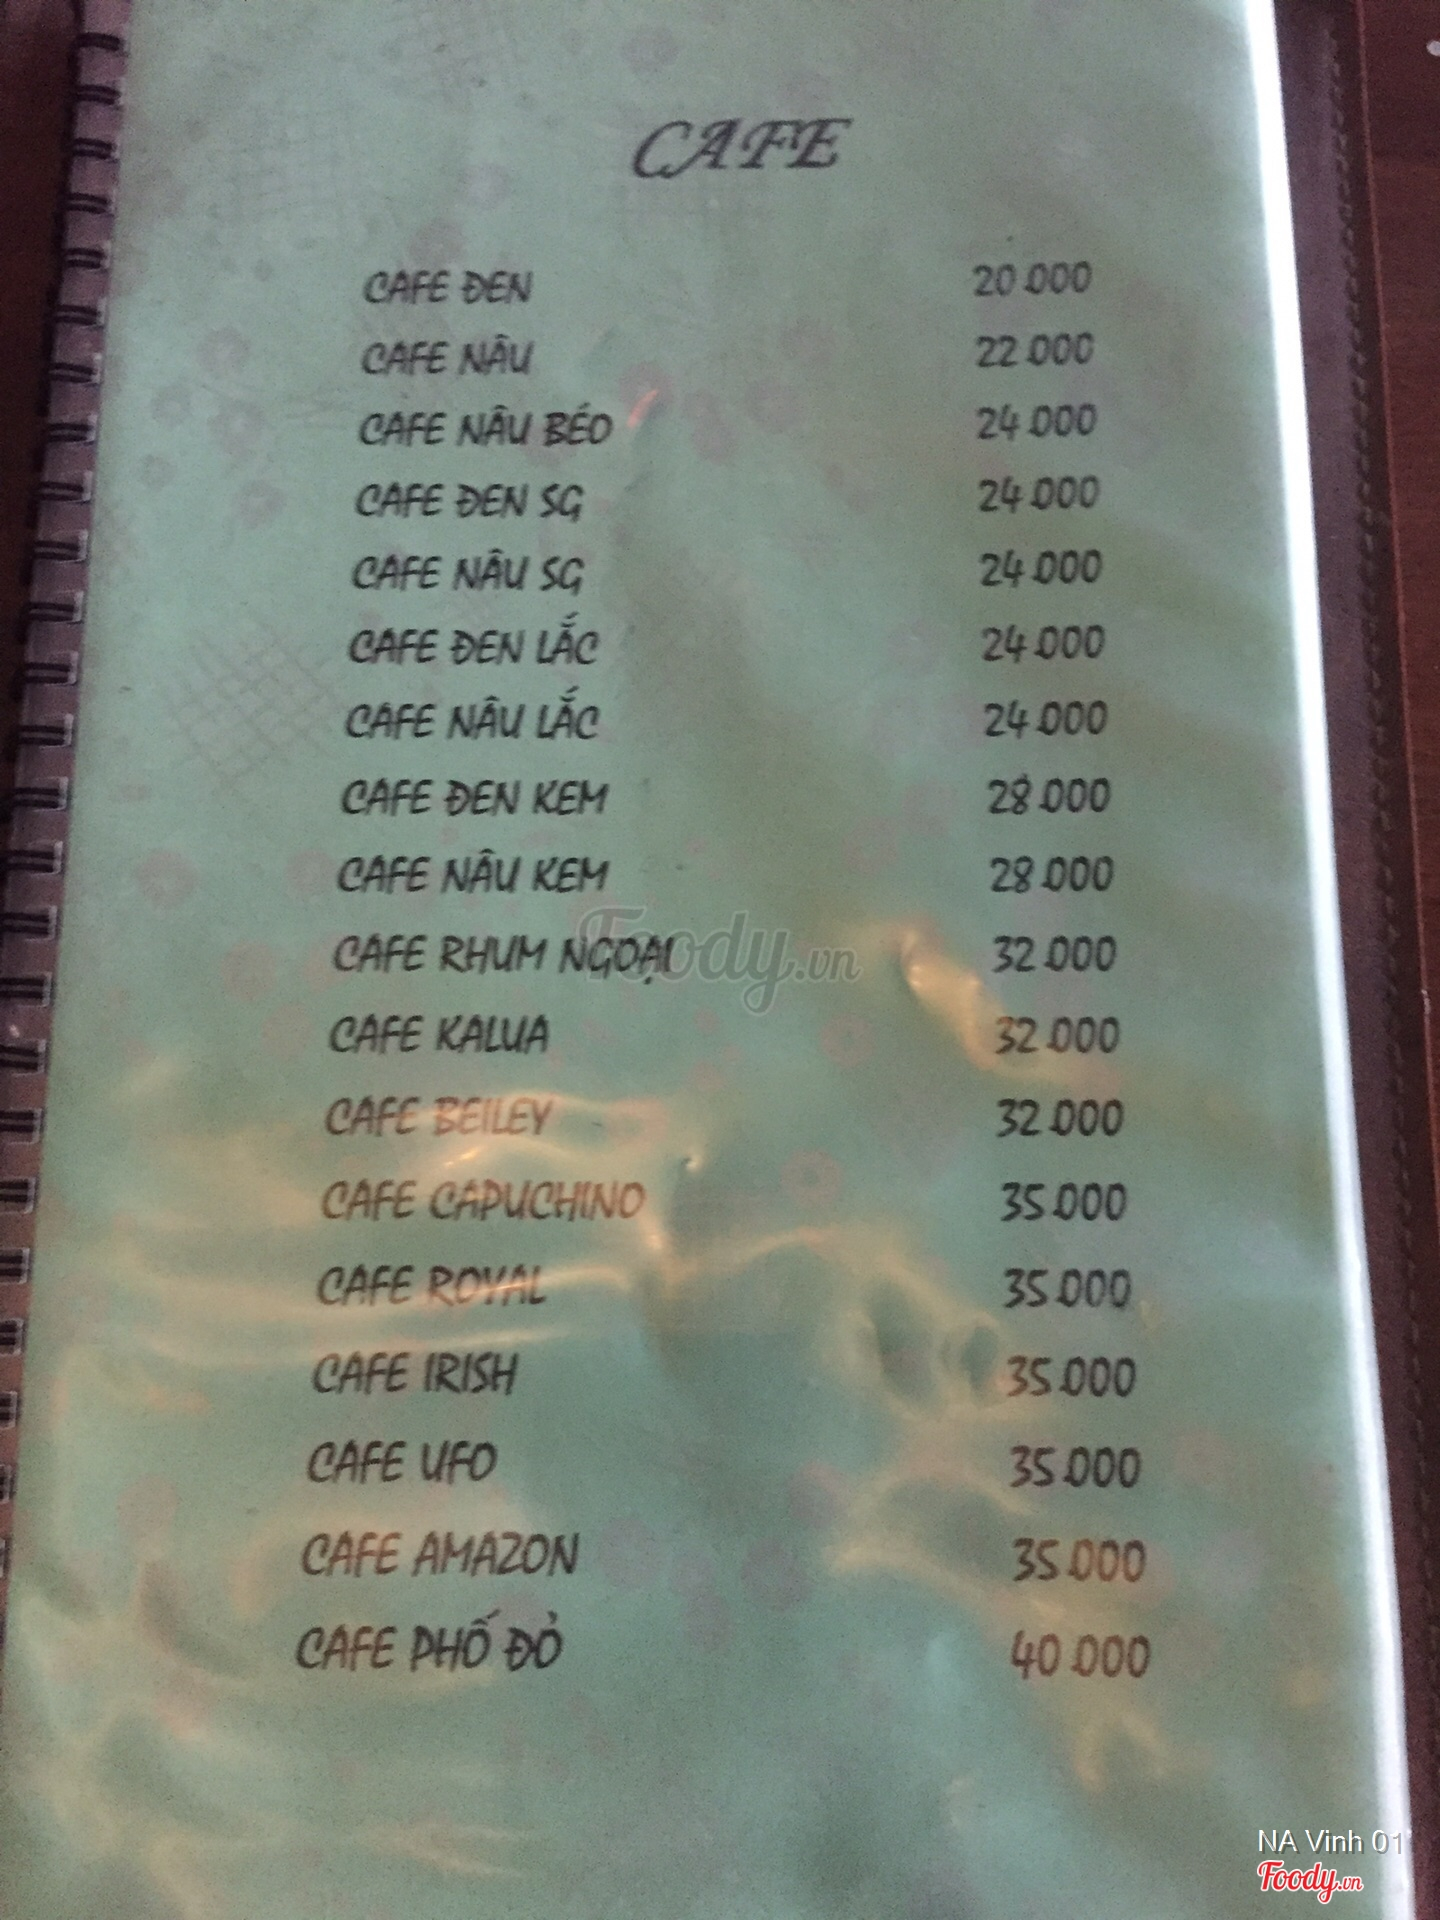 CAFE
CAFE ĐEN 20.000
CAFE NÂU 22.000
CAFE NÂU BÉO 24.000
CAFE ĐEN SG 24.000
CAFE NÂU SG 24.000
CAFE ĐEN LẮC 24.000
CAFE NÂU LẮC 24.000
CAFE ĐEN KEM 28.000
CAFE NÂU KEM 28.000
CAFE RHUM NGOẠI 32.000
Foody.vn
CAFE KALUA 32.000
CAFE BEILEY 32.000
CAFE CAPUCHINO 35.000
CAFE ROYAL 35.000
CAFE IRISH 35.000
CAFE UFO 35.000
CAFE AMAZON 35.000
CAFE PHỐ ĐỎ 40.000
NA Vinh 01
Foody.vn